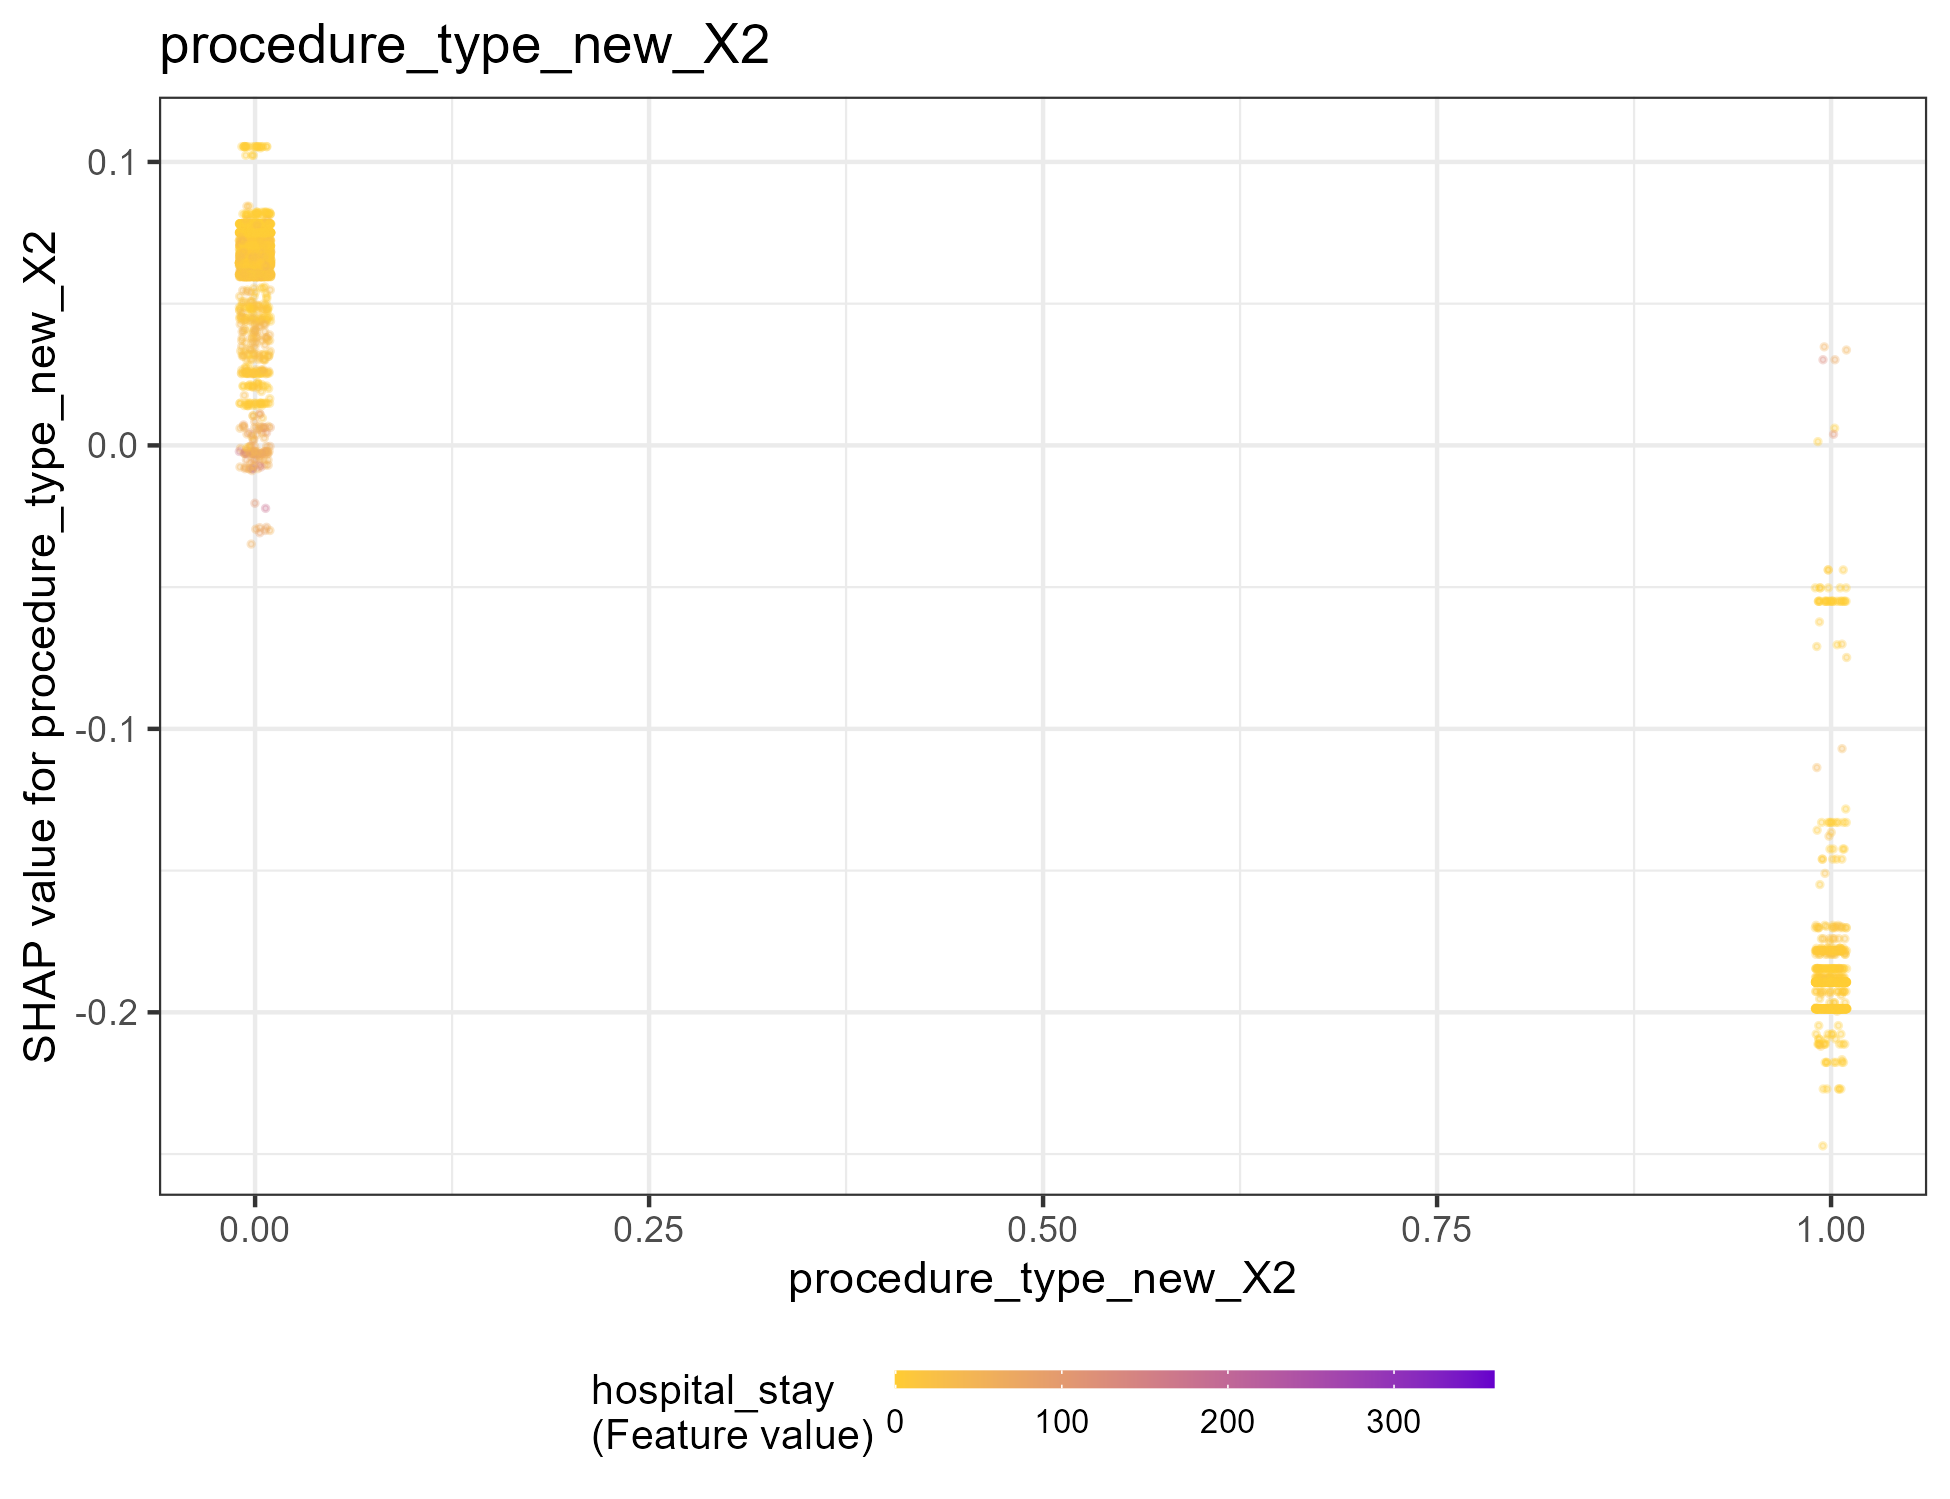 procedure_type_new_X2
SHAP value for procedure_type_new_X2
0.1
0.0
-0.1
-0.2
0.00 0.25 0.50 0.75 1.00
procedure_type_new_X2
hospital_stay
(Feature value)
0 100 200 300